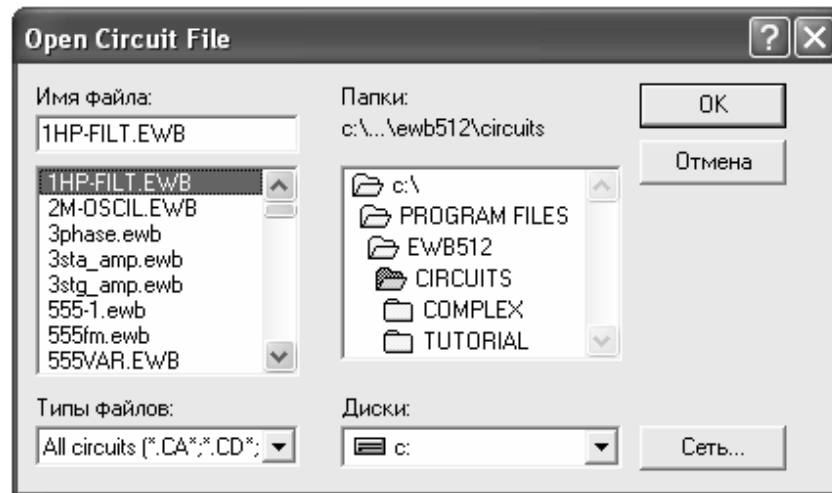 Open Circuit File
Имя файла:
1HP-FILT.EWB
1HP-FILT.EWB
2M-OSCIL.EWB
3phase.ewb
3sta_amp.ewb
3stg_amp.ewb
555-1.ewb
555fm.ewb
555VAR.EWB
Типы файлов:
All circuits (*.CA*;*.CD*;
Папки:
c:\...\ewb512\circuits
c:\
PROGRAM FILES
EWB512
CIRCUITS
COMPLEX
TUTORIAL
Диски:
c:
OK
Отмена
Сеть...